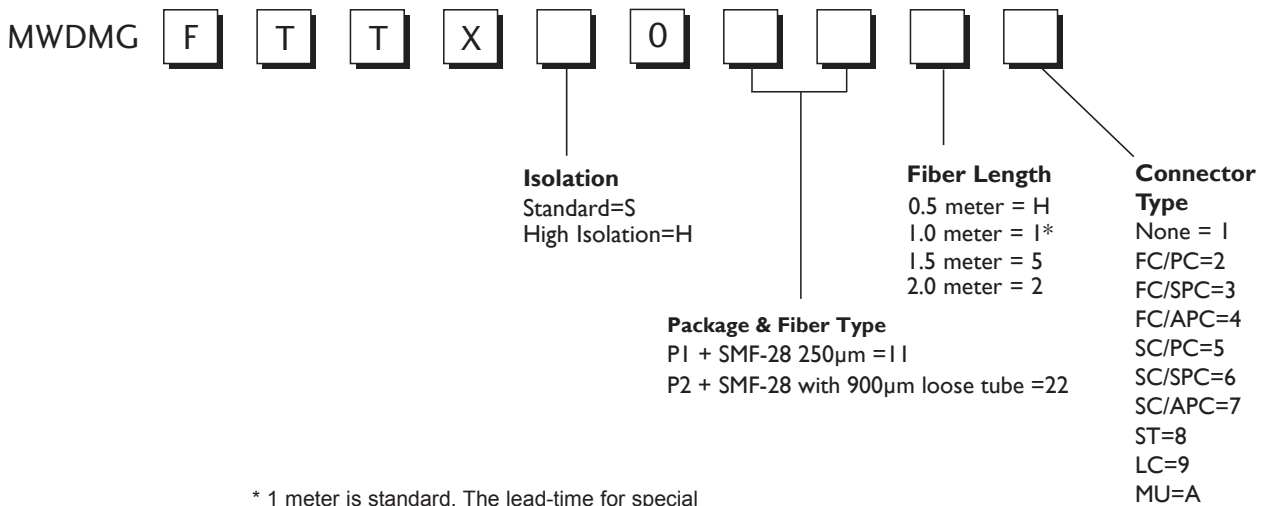 MWDMG F T T X 0
Isolation
Standard=S
High Isolation=H
Package & Fiber Type
P1 + SMF-28 250µm =11
P2 + SMF-28 with 900µm loose tube =22
Fiber Length
0.5 meter = H
1.0 meter = 1*
1.5 meter = 5
2.0 meter = 2
Connector
Type
None = 1
FC/PC=2
FC/SPC=3
FC/APC=4
SC/PC=5
SC/SPC=6
SC/APC=7
ST=8
LC=9
MU=A
* 1 meter is standard. The lead-time for special